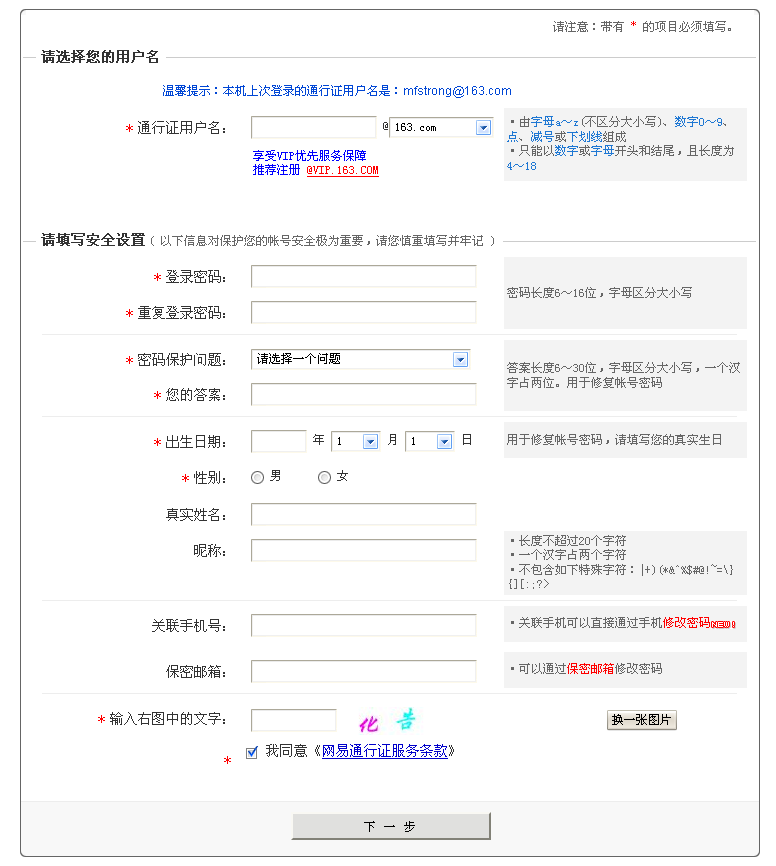 请注意：带有 * 的项目必须填写。
请选择您的用户名
温馨提示：本机上次登录的通行证用户名是：mfstrong@163.com
* 通行证用户名： @ 163.com
·由字母a～z(不区分大小写)、数字0～9、
点、减号或下划线组成
·只能以数字或字母开头和结尾，且长度为
4～18
享受VIP优先服务保障
推荐注册 @VIP.163.COM
请填写安全设置（ 以下信息对保护您的帐号安全极为重要，请您慎重填写并牢记 ）
* 登录密码：
密码长度6～16位，字母区分大小写
* 重复登录密码：
* 密码保护问题： 请选择一个问题
答案长度6～30位，字母区分大小写，一个汉
字占两位。用于修复帐号密码
* 您的答案：
* 出生日期： 年 1 月 1 日
用于修复帐号密码，请填写您的真实生日
* 性别： 男 女
真实姓名：
昵称：
·长度不超过20个字符
·一个汉字占两个字符
·不包含如下特殊字符： |+)(*&^%$#@!~=\}
{][:;?>
关联手机号：
·关联手机可以直接通过手机修改密码NEW!
保密邮箱：
·可以通过保密邮箱修改密码
* 输入右图中的文字： 化 告 换一张图片
* 我同意《网易通行证服务条款》
下 一 步